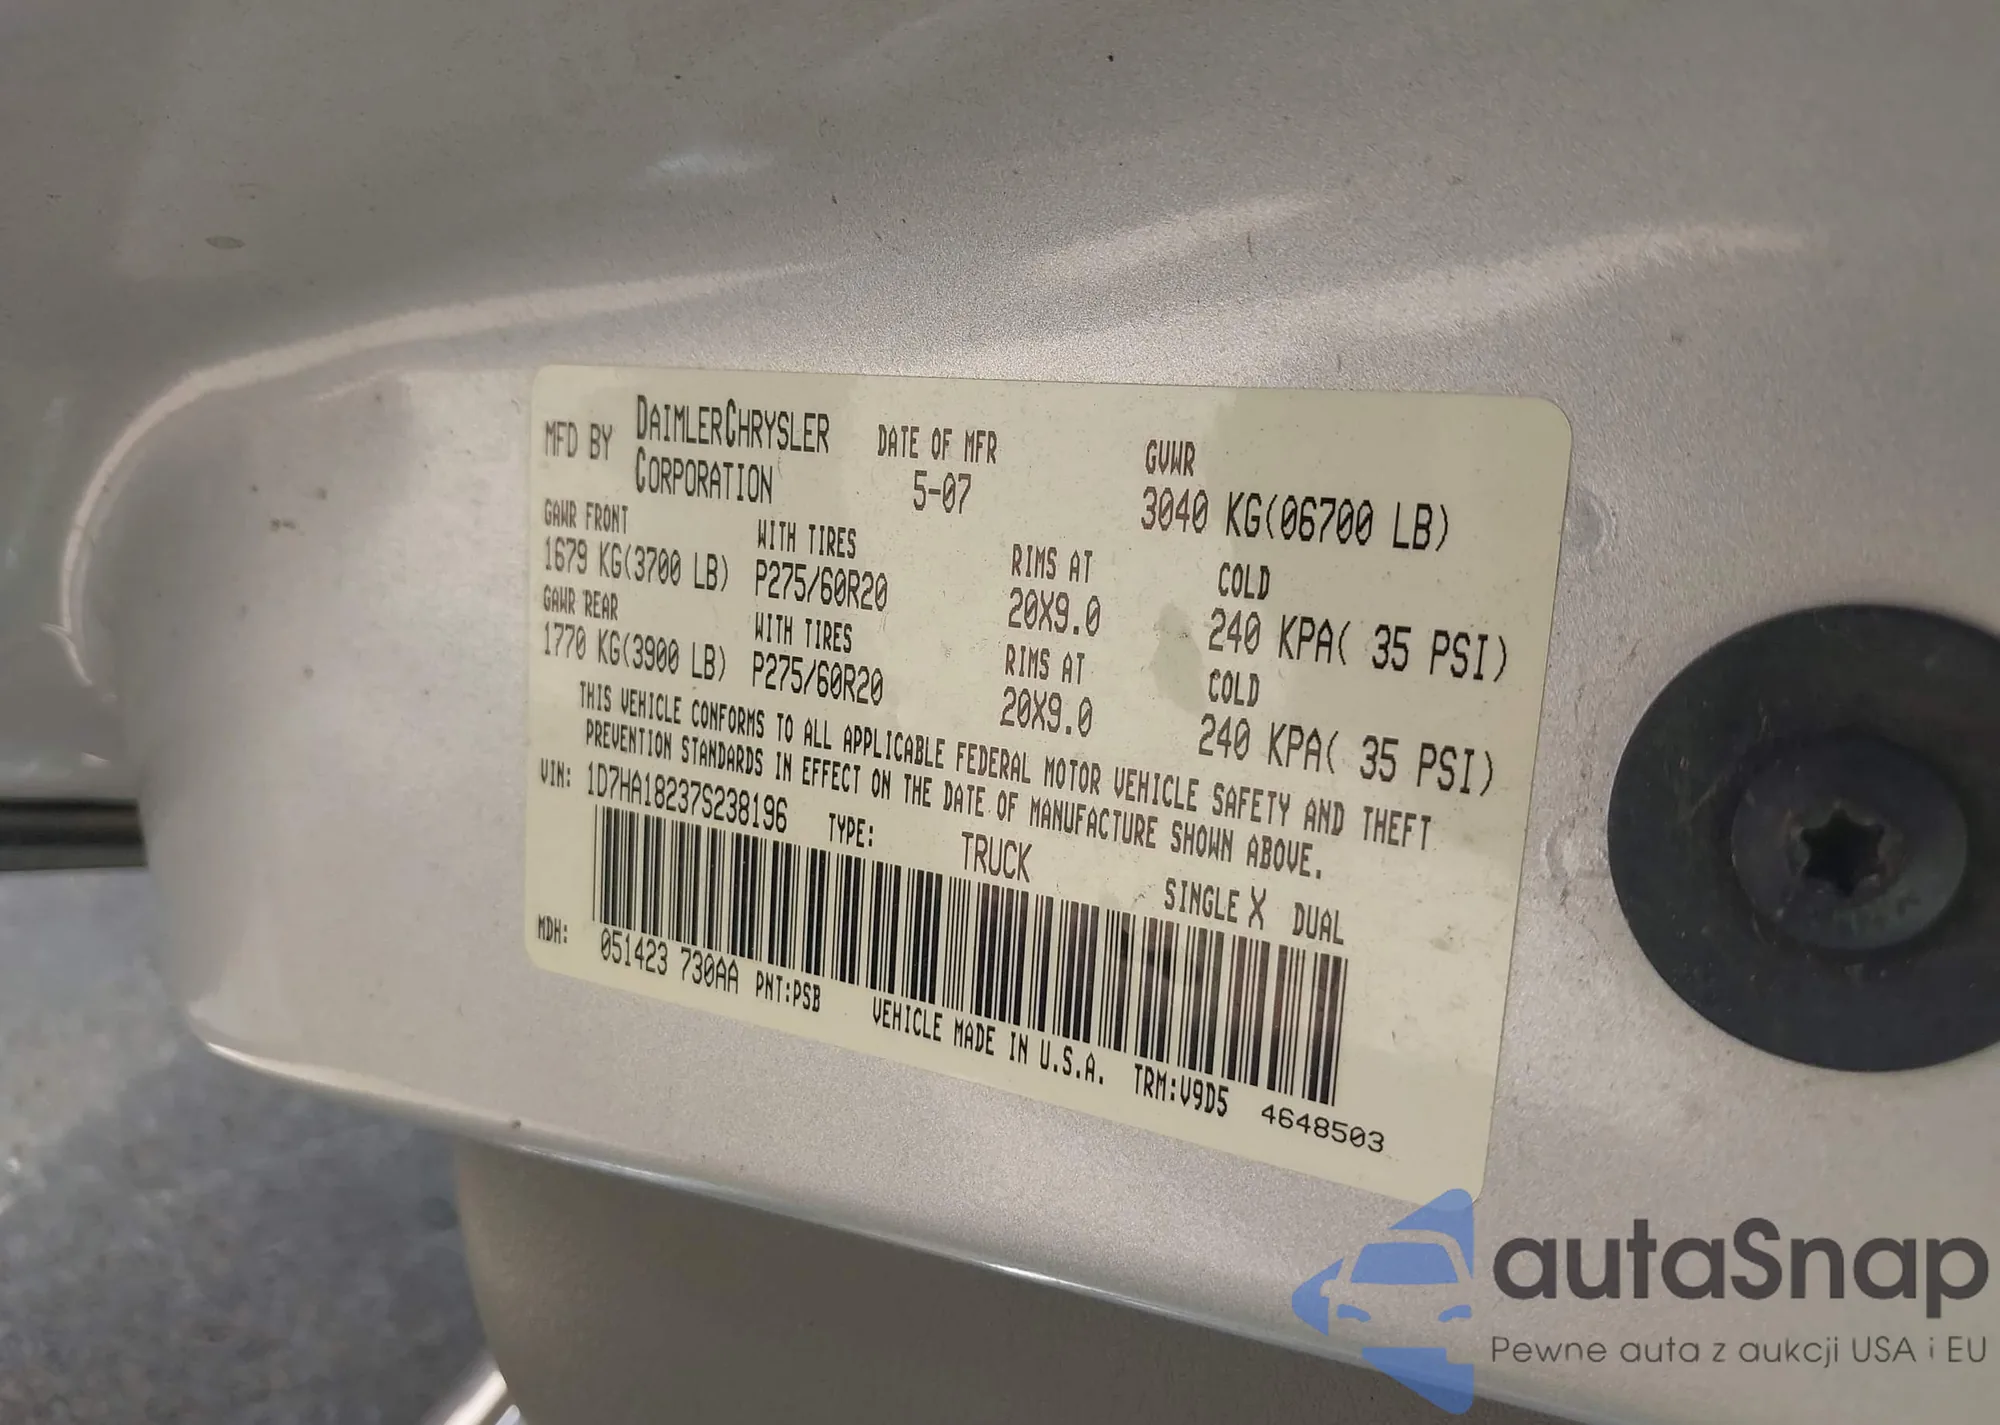 MFD BY DAIMLERCHRYSLER CORPORATION
DATE OF MFR
5-07
GVWR
3040 KG(06700 LB)
GAWR FRONT
1679 KG(3700 LB)
WITH TIRES
P275/60R20
RIMS AT
20X9.0
COLD
240 KPA( 35 PSI)
GAWR REAR
1770 KG(3900 LB)
WITH TIRES
P275/60R20
RIMS AT
20X9.0
COLD
240 KPA( 35 PSI)
THIS VEHICLE CONFORMS TO ALL APPLICABLE FEDERAL MOTOR VEHICLE SAFETY AND THEFT
PREVENTION STANDARDS IN EFFECT ON THE DATE OF MANUFACTURE SHOWN ABOVE.
VIN: 1D7HA18237S238196 TYPE: TRUCK SINGLE X DUAL
MDH: 051423 730AA PNT:PSB VEHICLE MADE IN U.S.A. TRM:V9D5 4648503
autaSnap
Pewne auta z aukcji USA i EU